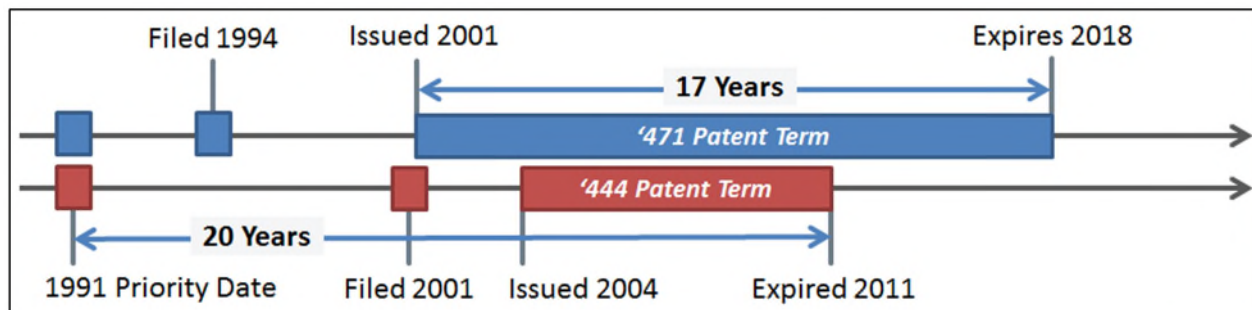 Filed 1994
Issued 2001
Expires 2018
17 Years
‘471 Patent Term
‘444 Patent Term
20 Years
1991 Priority Date
Filed 2001
Issued 2004
Expired 2011